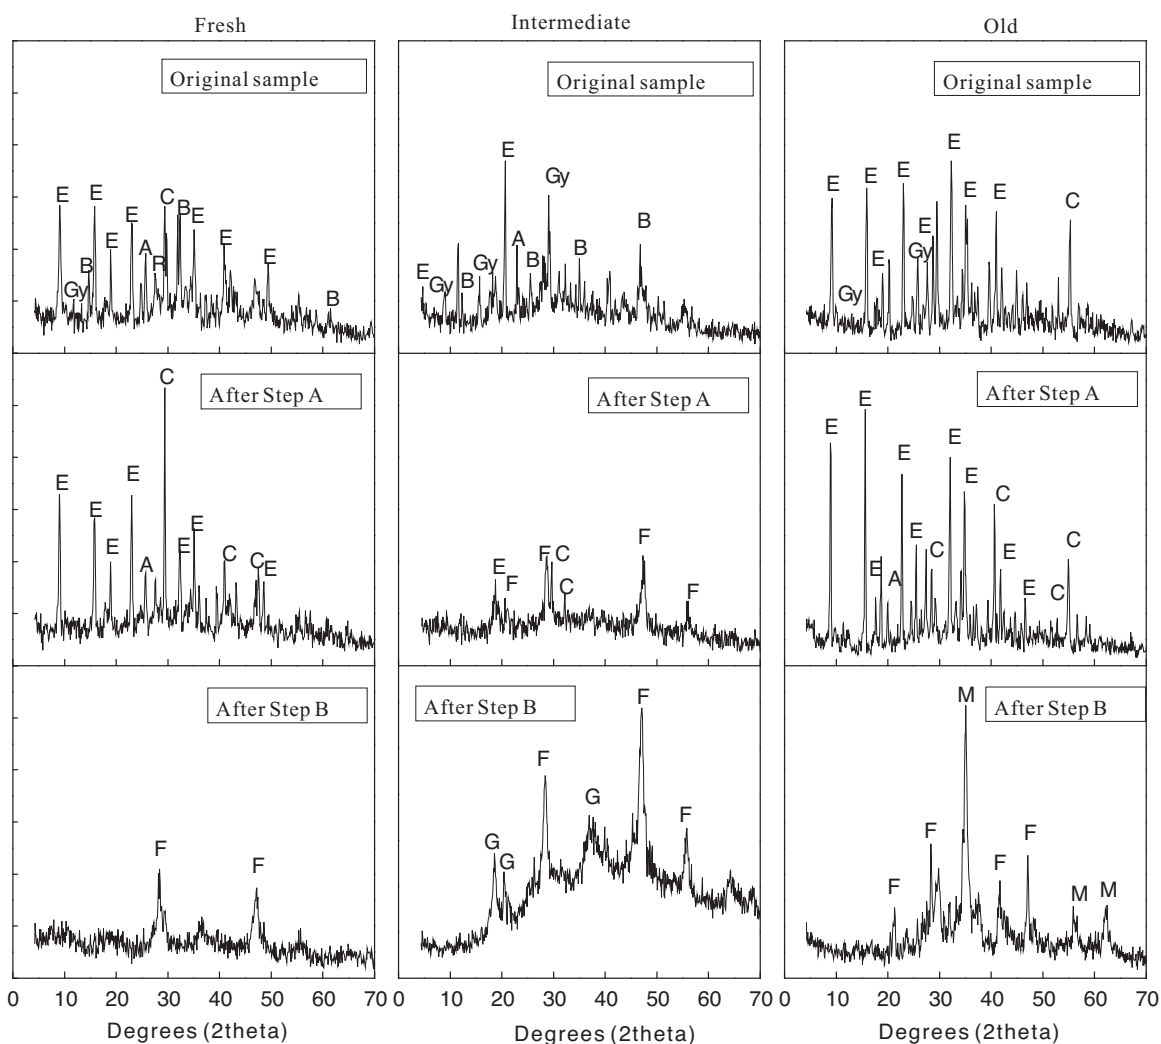 Fresh Intermediate Old
Original sample Original sample Original sample
E E E E A C B E R E E Gy B B
E Gy B Gy B E Gy A B B
E E E E E E E Gy E C Gy
After Step A After Step A After Step A
E E E E A C E E C C E
E F F C C F F
E E E A E E C E E C E E C C
After Step B After Step B After Step B
F F
G G F G F F
F F M F F M M
0 10 20 30 40 50 60 70 0 10 20 30 40 50 60 70 0 10 20 30 40 50 60 70
Degrees (2theta) Degrees (2theta) Degrees (2theta)